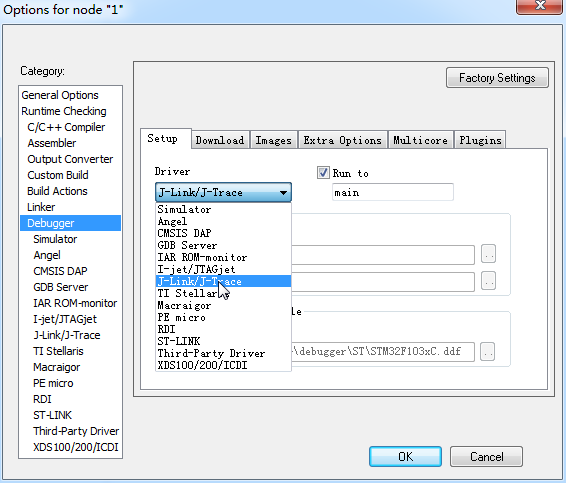 Options for node "1"
Category:
General Options
Runtime Checking
C/C++ Compiler
Assembler
Output Converter
Custom Build
Build Actions
Linker
Debugger
Simulator
Angel
CMSIS DAP
GDB Server
IAR ROM-monitor
I-jet/JTAGjet
J-Link/J-Trace
TI Stellaris
Macraigor
PE micro
RDI
ST-LINK
Third-Party Driver
XDS100/200/ICDI
Factory Settings
Setup Download Images Extra Options Multicore Plugins
Driver
Run to
J-Link/J-Trace
main
Simulator
Angel
CMSIS DAP
GDB Server
IAR ROM-monitor
I-jet/JTAGjet
J-Link/J-Trace
TI Stellaris
Macraigor
PE micro
RDI
ST-LINK
Third-Party Driver
XDS100/200/ICDI
\debugger\ST\STM32F103xC.ddf
OK Cancel